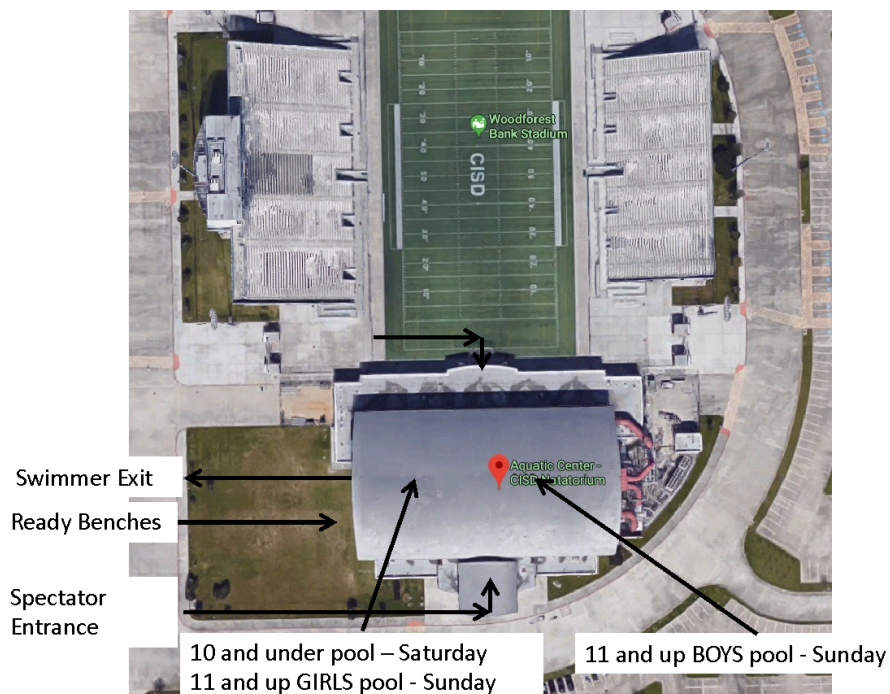 Woodforest
Bank Stadium
CISD
Aquatic Center -
CISD Natatorium
Swimmer Exit
Ready Benches
Spectator
Entrance
10 and under pool – Saturday
11 and up GIRLS pool - Sunday
11 and up BOYS pool - Sunday